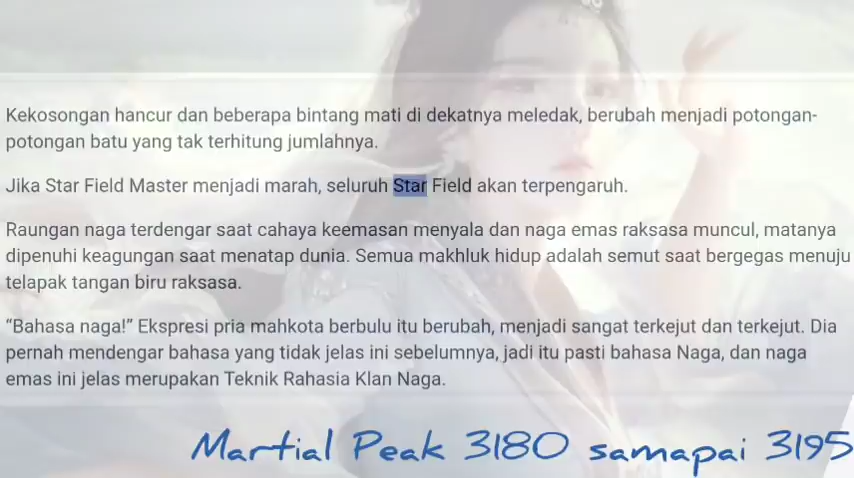 Kekosongan hancur dan beberapa bintang mati di dekatnya meledak, berubah menjadi potongan-
potongan batu yang tak terhitung jumlahnya.
Jika Star Field Master menjadi marah, seluruh Star Field akan terpengaruh.
Raungan naga terdengar saat cahaya keemasan menyala dan naga emas raksasa muncul, matanya
dipenuhi keagungan saat menatap dunia. Semua makhluk hidup adalah semut saat bergegas menuju
telapak tangan biru raksasa.
“Bahasa naga!” Ekspresi pria mahkota berbulu itu berubah, menjadi sangat terkejut dan terkejut. Dia
pernah mendengar bahasa yang tidak jelas ini sebelumnya, jadi itu pasti bahasa Naga, dan naga
emas ini jelas merupakan Teknik Rahasia Klan Naga.
Martial Peak 3180 samapai 3195